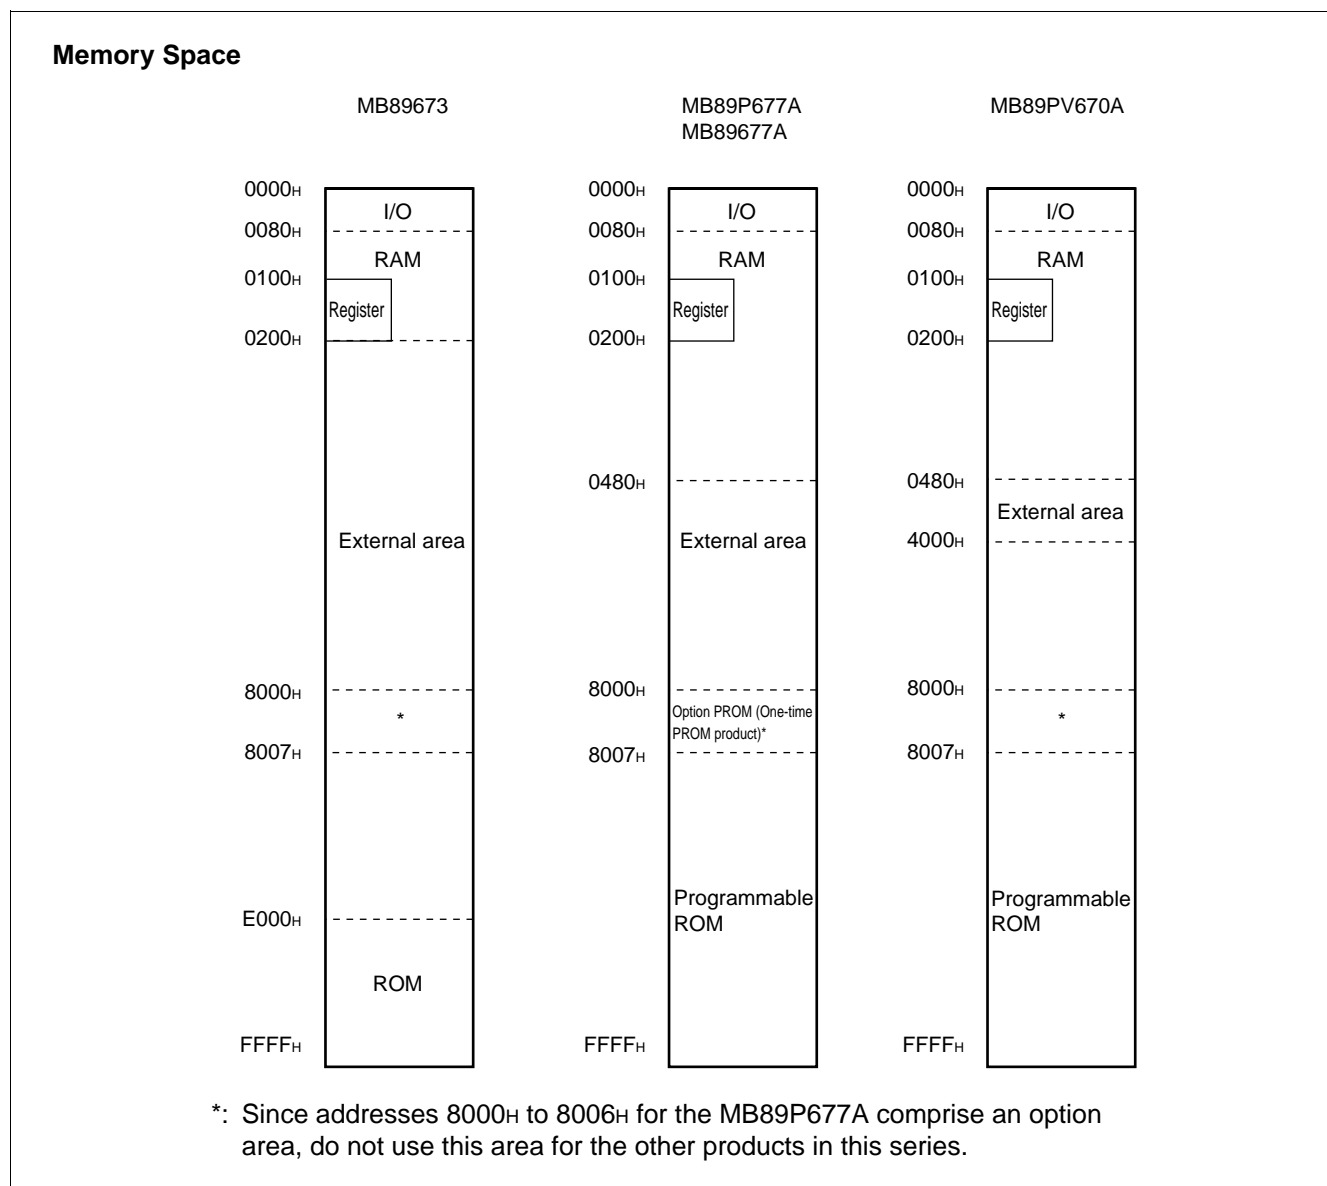 Memory Space
MB89673
0000H
I/O
0080H
RAM
0100H
Register
0200H
External area
8000H
*
8007H
E000H
ROM
FFFFH
MB89P677A
MB89677A
0000H
I/O
0080H
RAM
0100H
Register
0200H
0480H
External area
8000H
Option PROM (One-time
PROM product)*
8007H
Programmable
ROM
FFFFH
MB89PV670A
0000H
I/O
0080H
RAM
0100H
Register
0200H
0480H
External area
4000H
8000H
*
8007H
Programmable
ROM
FFFFH
*: Since addresses 8000H to 8006H for the MB89P677A comprise an option
area, do not use this area for the other products in this series.